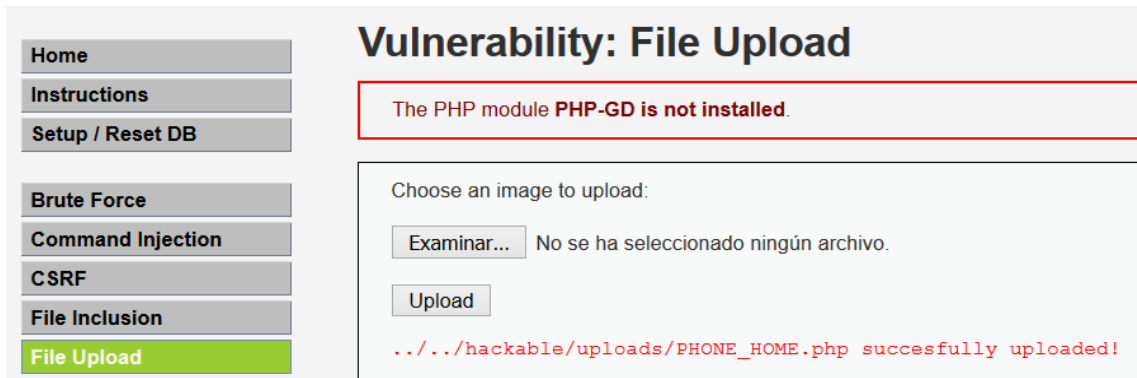 Home
Instructions
Setup / Reset DB
Brute Force
Command Injection
CSRF
File Inclusion
File Upload
Vulnerability: File Upload
The PHP module PHP-GD is not installed.
Choose an image to upload:
Examinar... No se ha seleccionado ningún archivo.
Upload
../../hackable/uploads/PHONE_HOME.php succesfully uploaded!